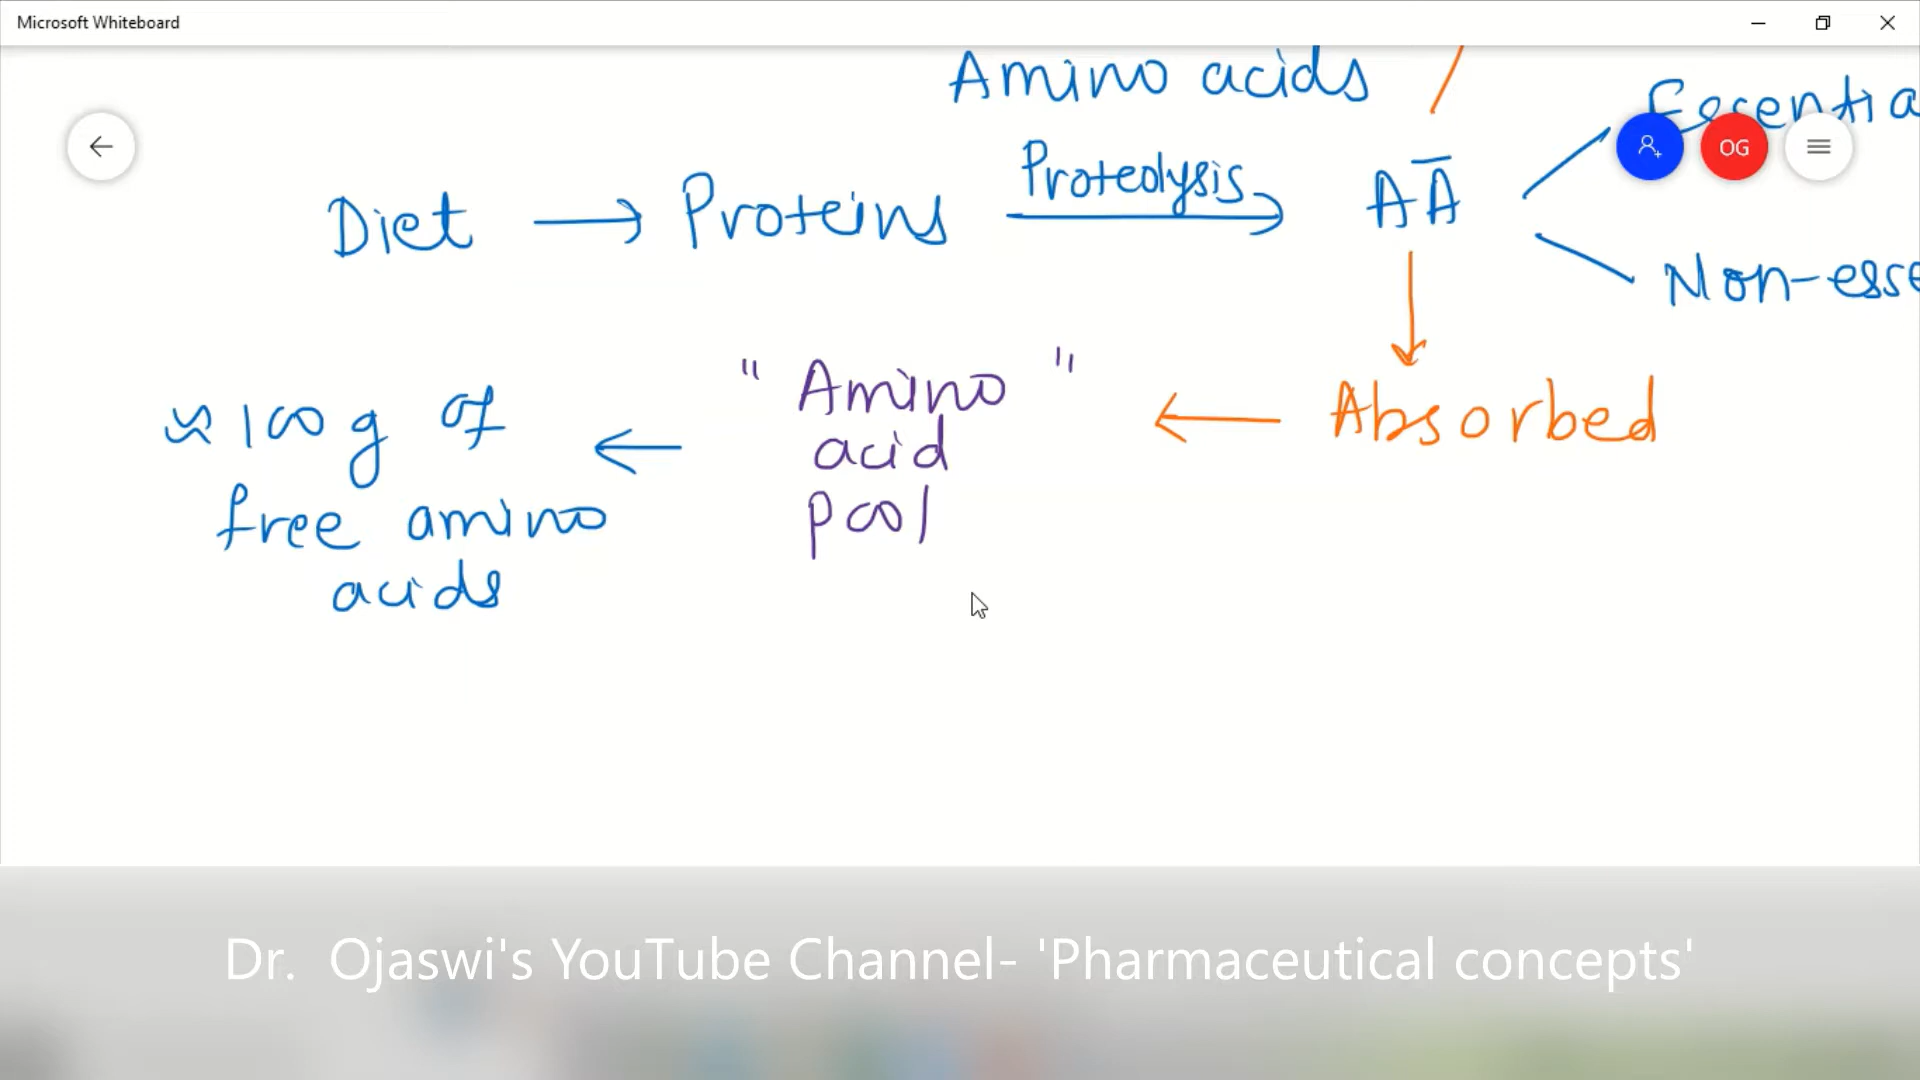 Microsoft Whiteboard
Amino acids
Essentia
OG
Proteolysis
Diet → Proteins → AA̅
Non-esse
≈ 100 g of ← " Amino " ← Absorbed
acid
free amino pool
acids
Dr. Ojaswi's YouTube Channel- 'Pharmaceutical concepts'